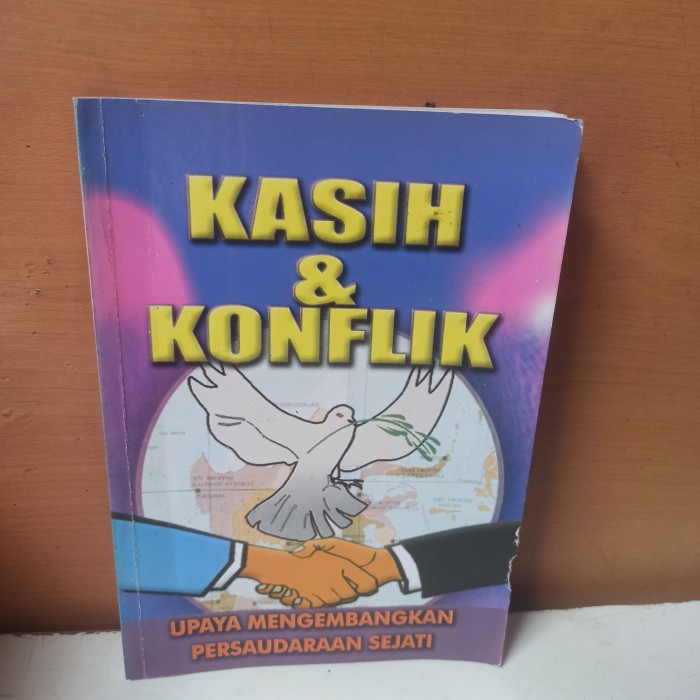 KASIH
&
KONFLIK
UPAYA MENGEMBANGKAN
PERSAUDARAAN SEJATI